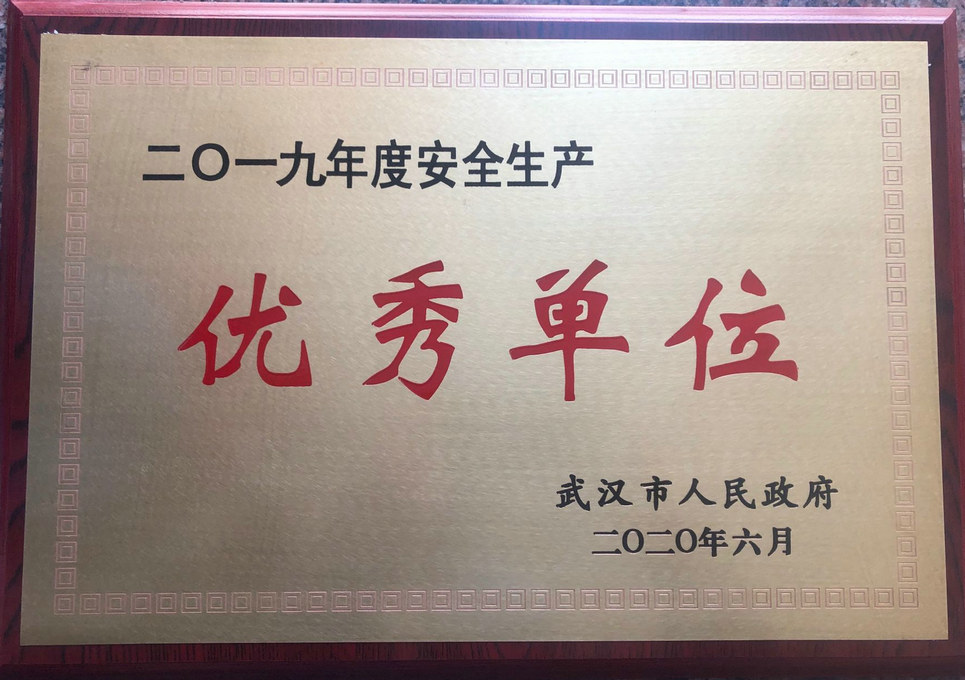 二〇一九年度安全生产
优秀单位
武汉市人民政府
二〇二〇年六月